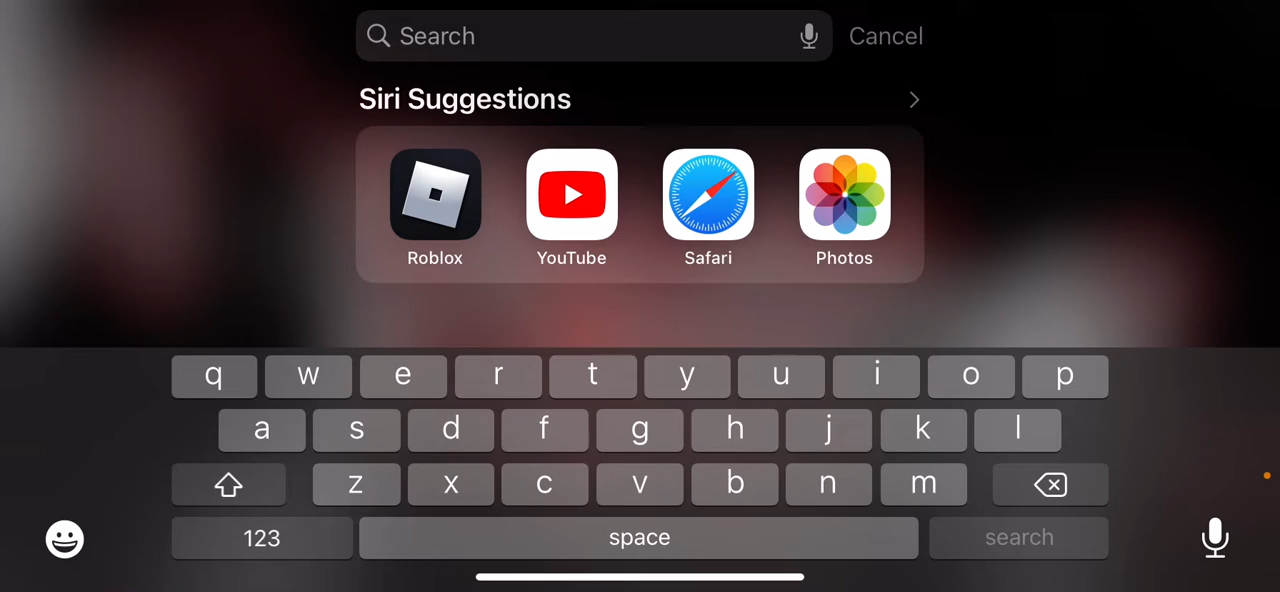 Search
Cancel
Siri Suggestions
Roblox YouTube Safari Photos
q w e r t y u i o p
a s d f g h j k l
z x c v b n m
123 space search